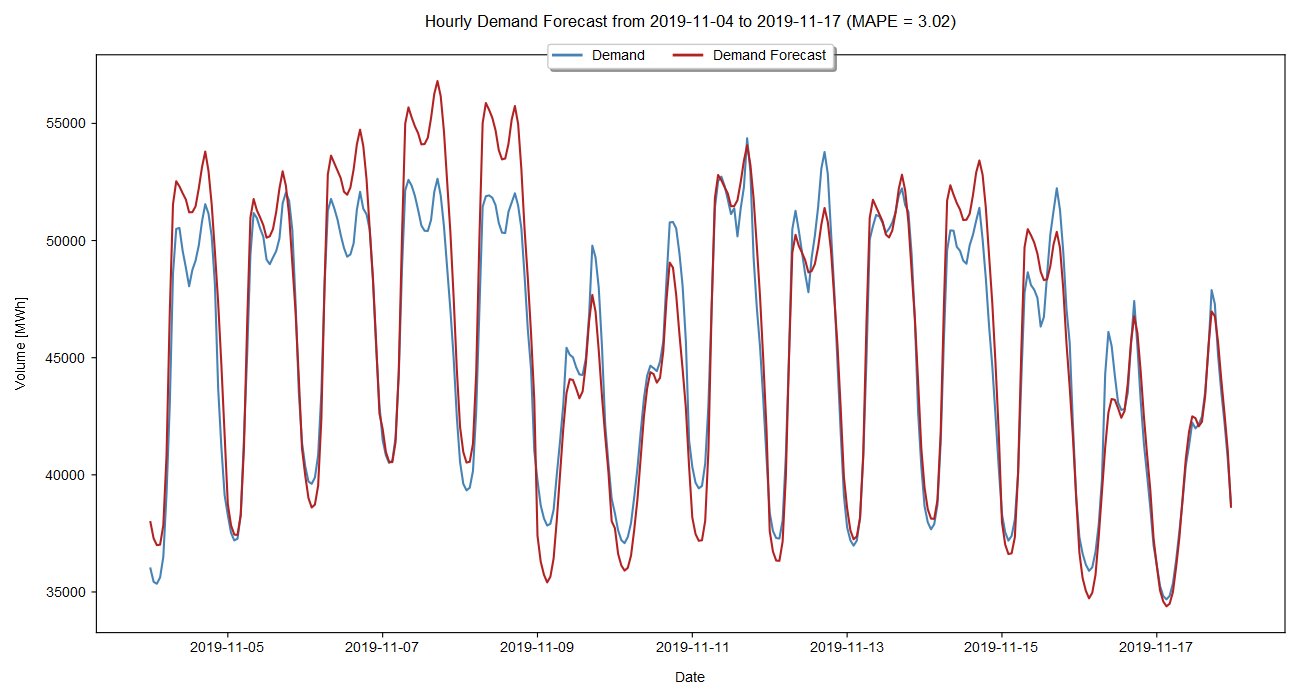 Hourly Demand Forecast from 2019-11-04 to 2019-11-17 (MAPE = 3.02)
Demand Demand Forecast
Volume [MWh]
55000
50000
45000
40000
35000
2019-11-05 2019-11-07 2019-11-09 2019-11-11 2019-11-13 2019-11-15 2019-11-17
Date